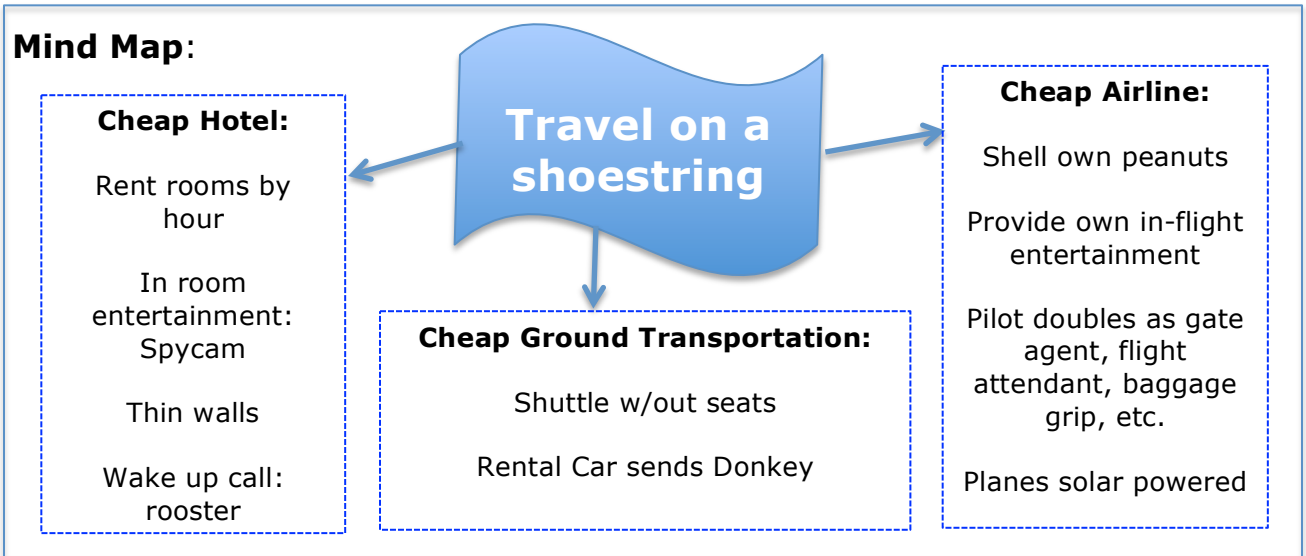 Mind Map:
Travel on a
shoestring
Cheap Hotel:
Rent rooms by
hour
In room
entertainment:
Spycam
Thin walls
Wake up call:
rooster
Cheap Ground Transportation:
Shuttle w/out seats
Rental Car sends Donkey
Cheap Airline:
Shell own peanuts
Provide own in-flight
entertainment
Pilot doubles as gate
agent, flight
attendant, baggage
grip, etc.
Planes solar powered